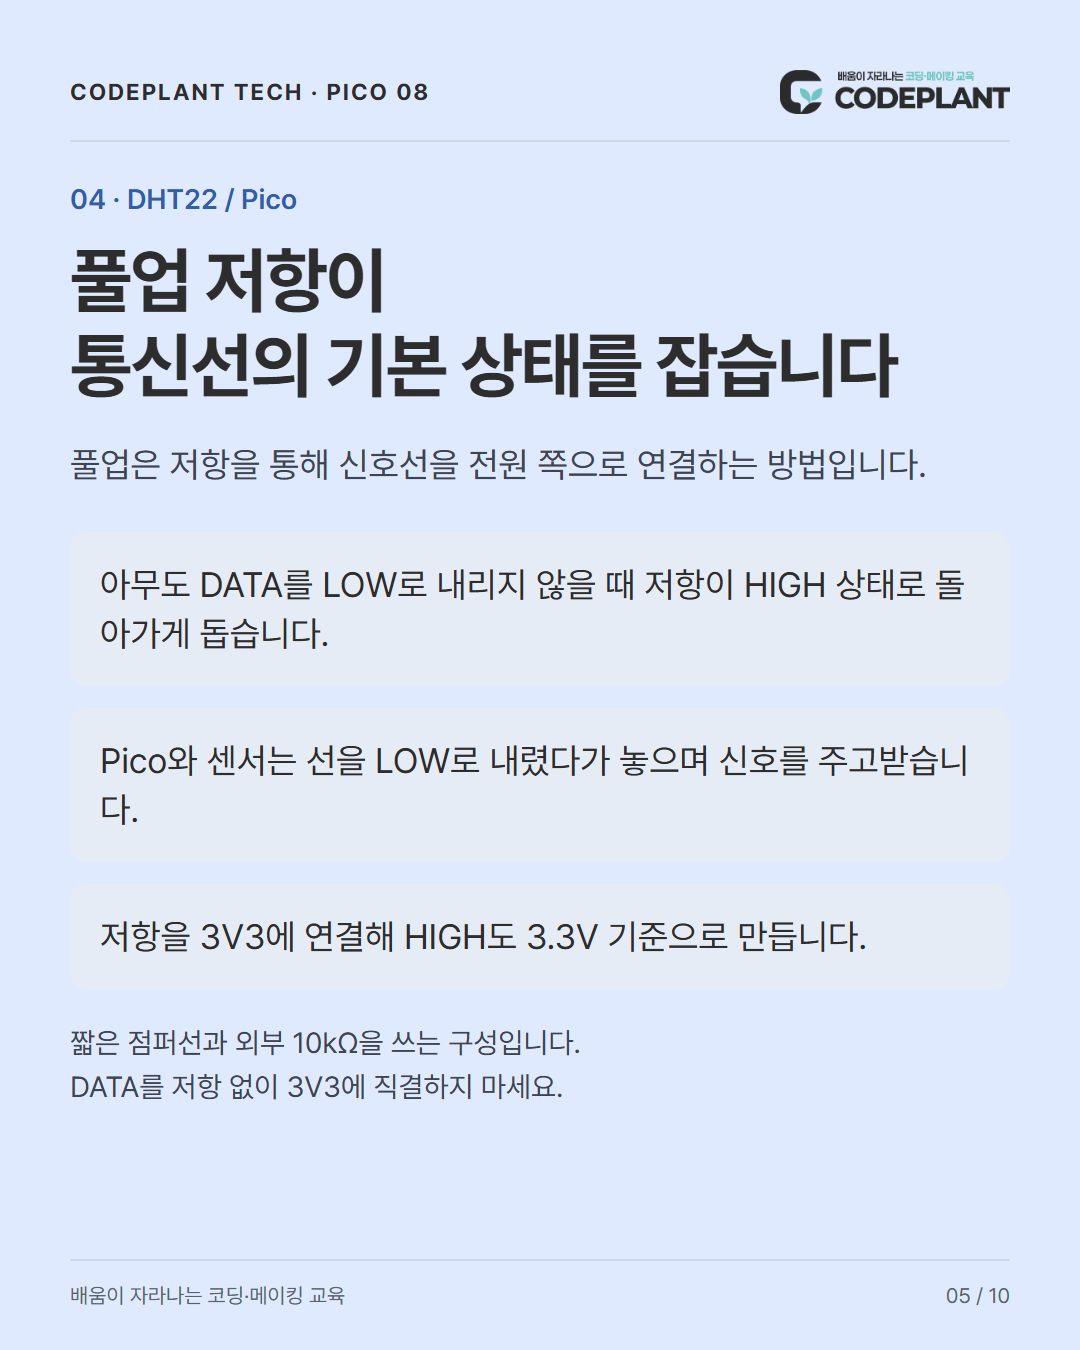 CODEPLANT TECH · PICO 08
배움이 자라나는 코딩·메이킹 교육
CODEPLANT
04 · DHT22 / Pico
풀업 저항이
통신선의 기본 상태를 잡습니다
풀업은 저항을 통해 신호선을 전원 쪽으로 연결하는 방법입니다.
아무도 DATA를 LOW로 내리지 않을 때 저항이 HIGH 상태로 돌
아가게 돕습니다.
Pico와 센서는 선을 LOW로 내렸다가 놓으며 신호를 주고받습니
다.
저항을 3V3에 연결해 HIGH도 3.3V 기준으로 만듭니다.
짧은 점퍼선과 외부 10kΩ을 쓰는 구성입니다.
DATA를 저항 없이 3V3에 직결하지 마세요.
배움이 자라나는 코딩·메이킹 교육
05 / 10